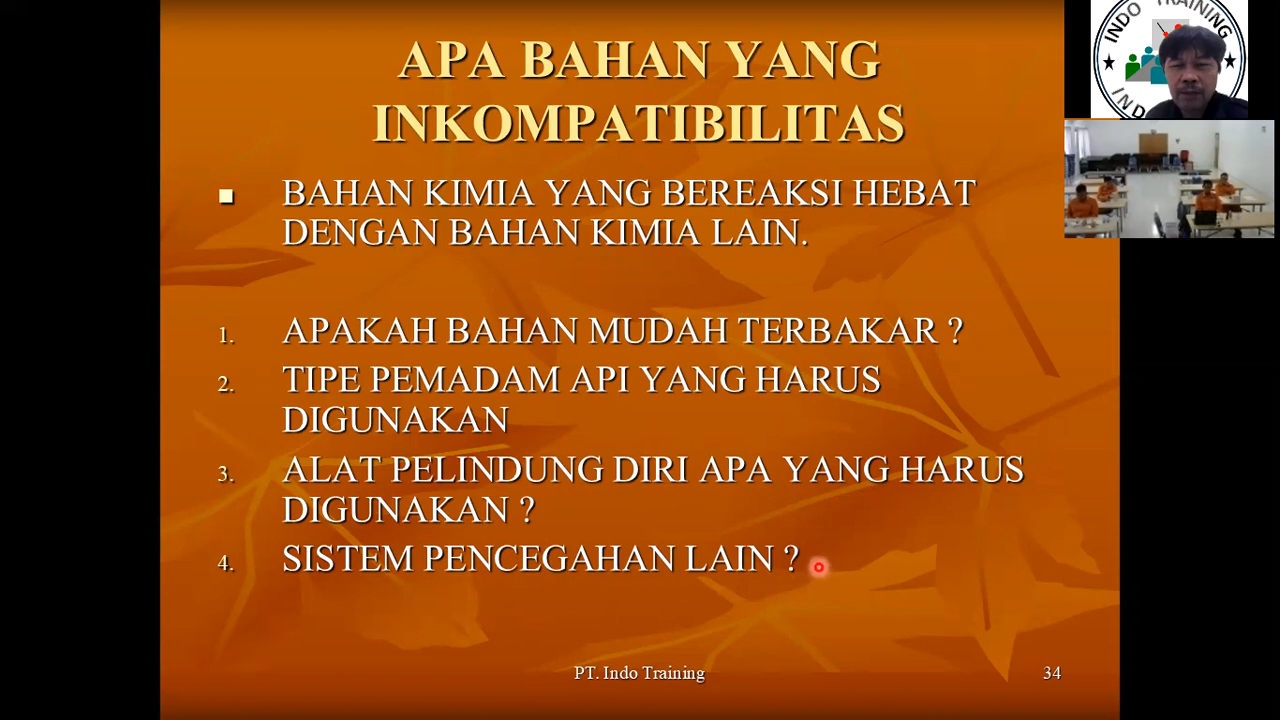 APA BAHAN YANG
INKOMPATIBILITAS
BAHAN KIMIA YANG BEREAKSI HEBAT
DENGAN BAHAN KIMIA LAIN.
1. APAKAH BAHAN MUDAH TERBAKAR ?
2. TIPE PEMADAM API YANG HARUS
DIGUNAKAN
3. ALAT PELINDUNG DIRI APA YANG HARUS
DIGUNAKAN ?
4. SISTEM PENCEGAHAN LAIN ?
PT. Indo Training
34
INDO TRAINING